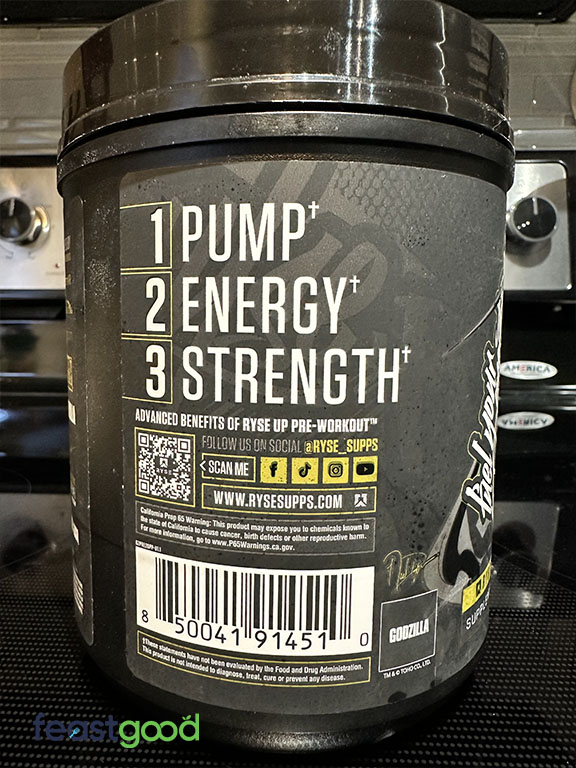 1 PUMP†
2 ENERGY†
3 STRENGTH†
ADVANCED BENEFITS OF RYSE UP PRE-WORKOUT™
FOLLOW US ON SOCIAL @RYSE_SUPPS
RYSE
SCAN ME
WWW.RYSESUPPS.COM
California Prop 65 Warning: This product may expose you to chemicals known to
the state of California to cause cancer, birth defects or other reproductive harm.
For more information, go to www.P65Warnings.ca.gov.
8 50041 91451 0
†These statements have not been evaluated by the Food and Drug Administration.
This product is not intended to diagnose, treat, cure or prevent any disease.
GODZILLA
TM & © TOHO CO., LTD.
AMERICA
feastgood